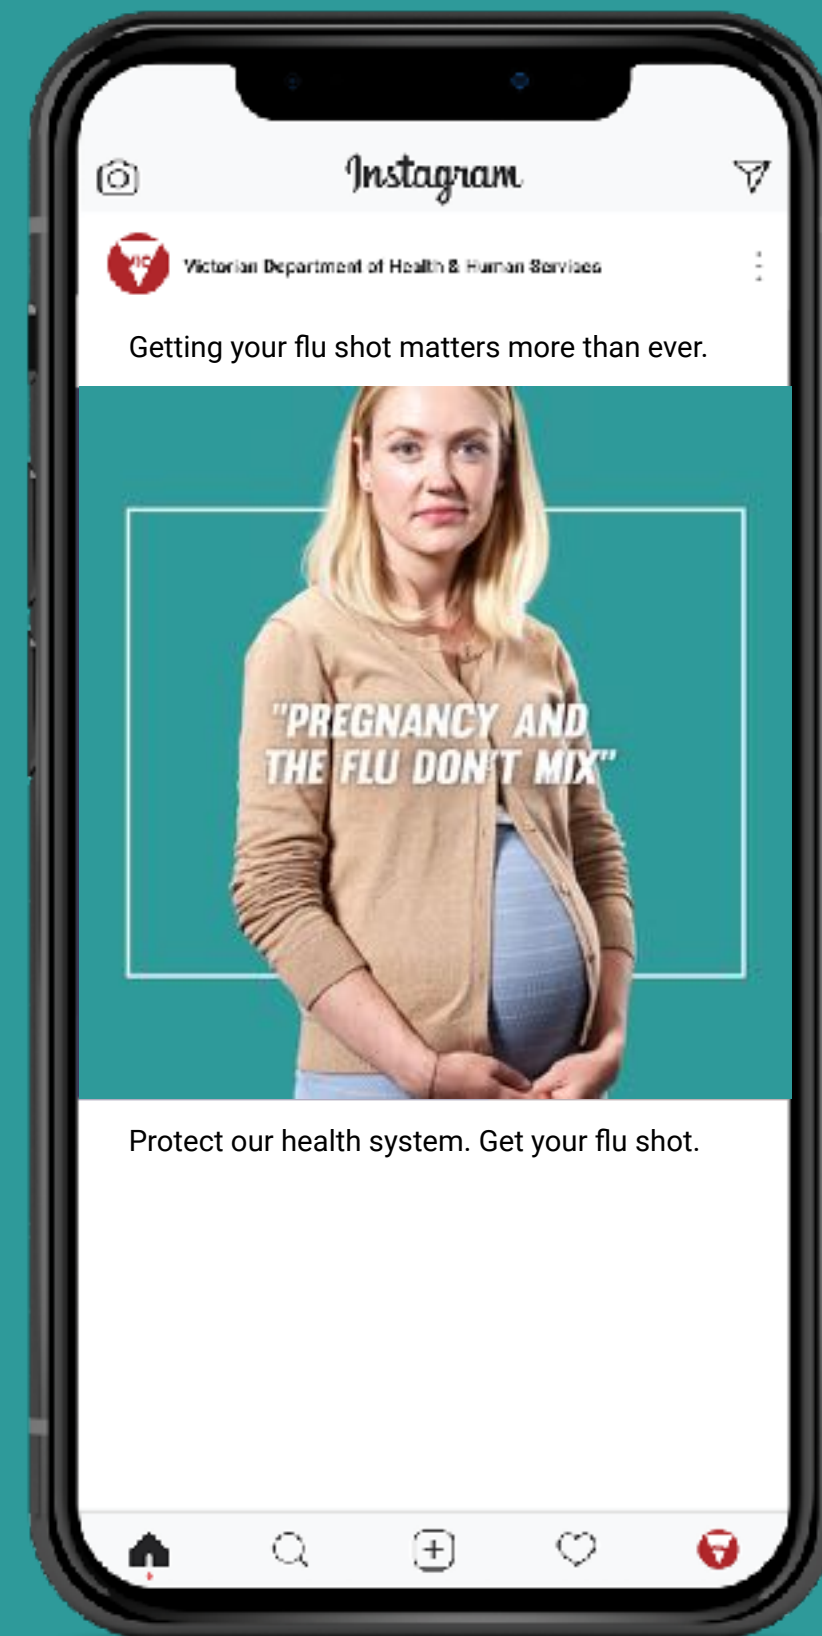 Instagram
VIC
Victorian Department of Health & Human Services
Getting your flu shot matters more than ever.
"PREGNANCY AND
THE FLU DON'T MIX"
Protect our health system. Get your flu shot.